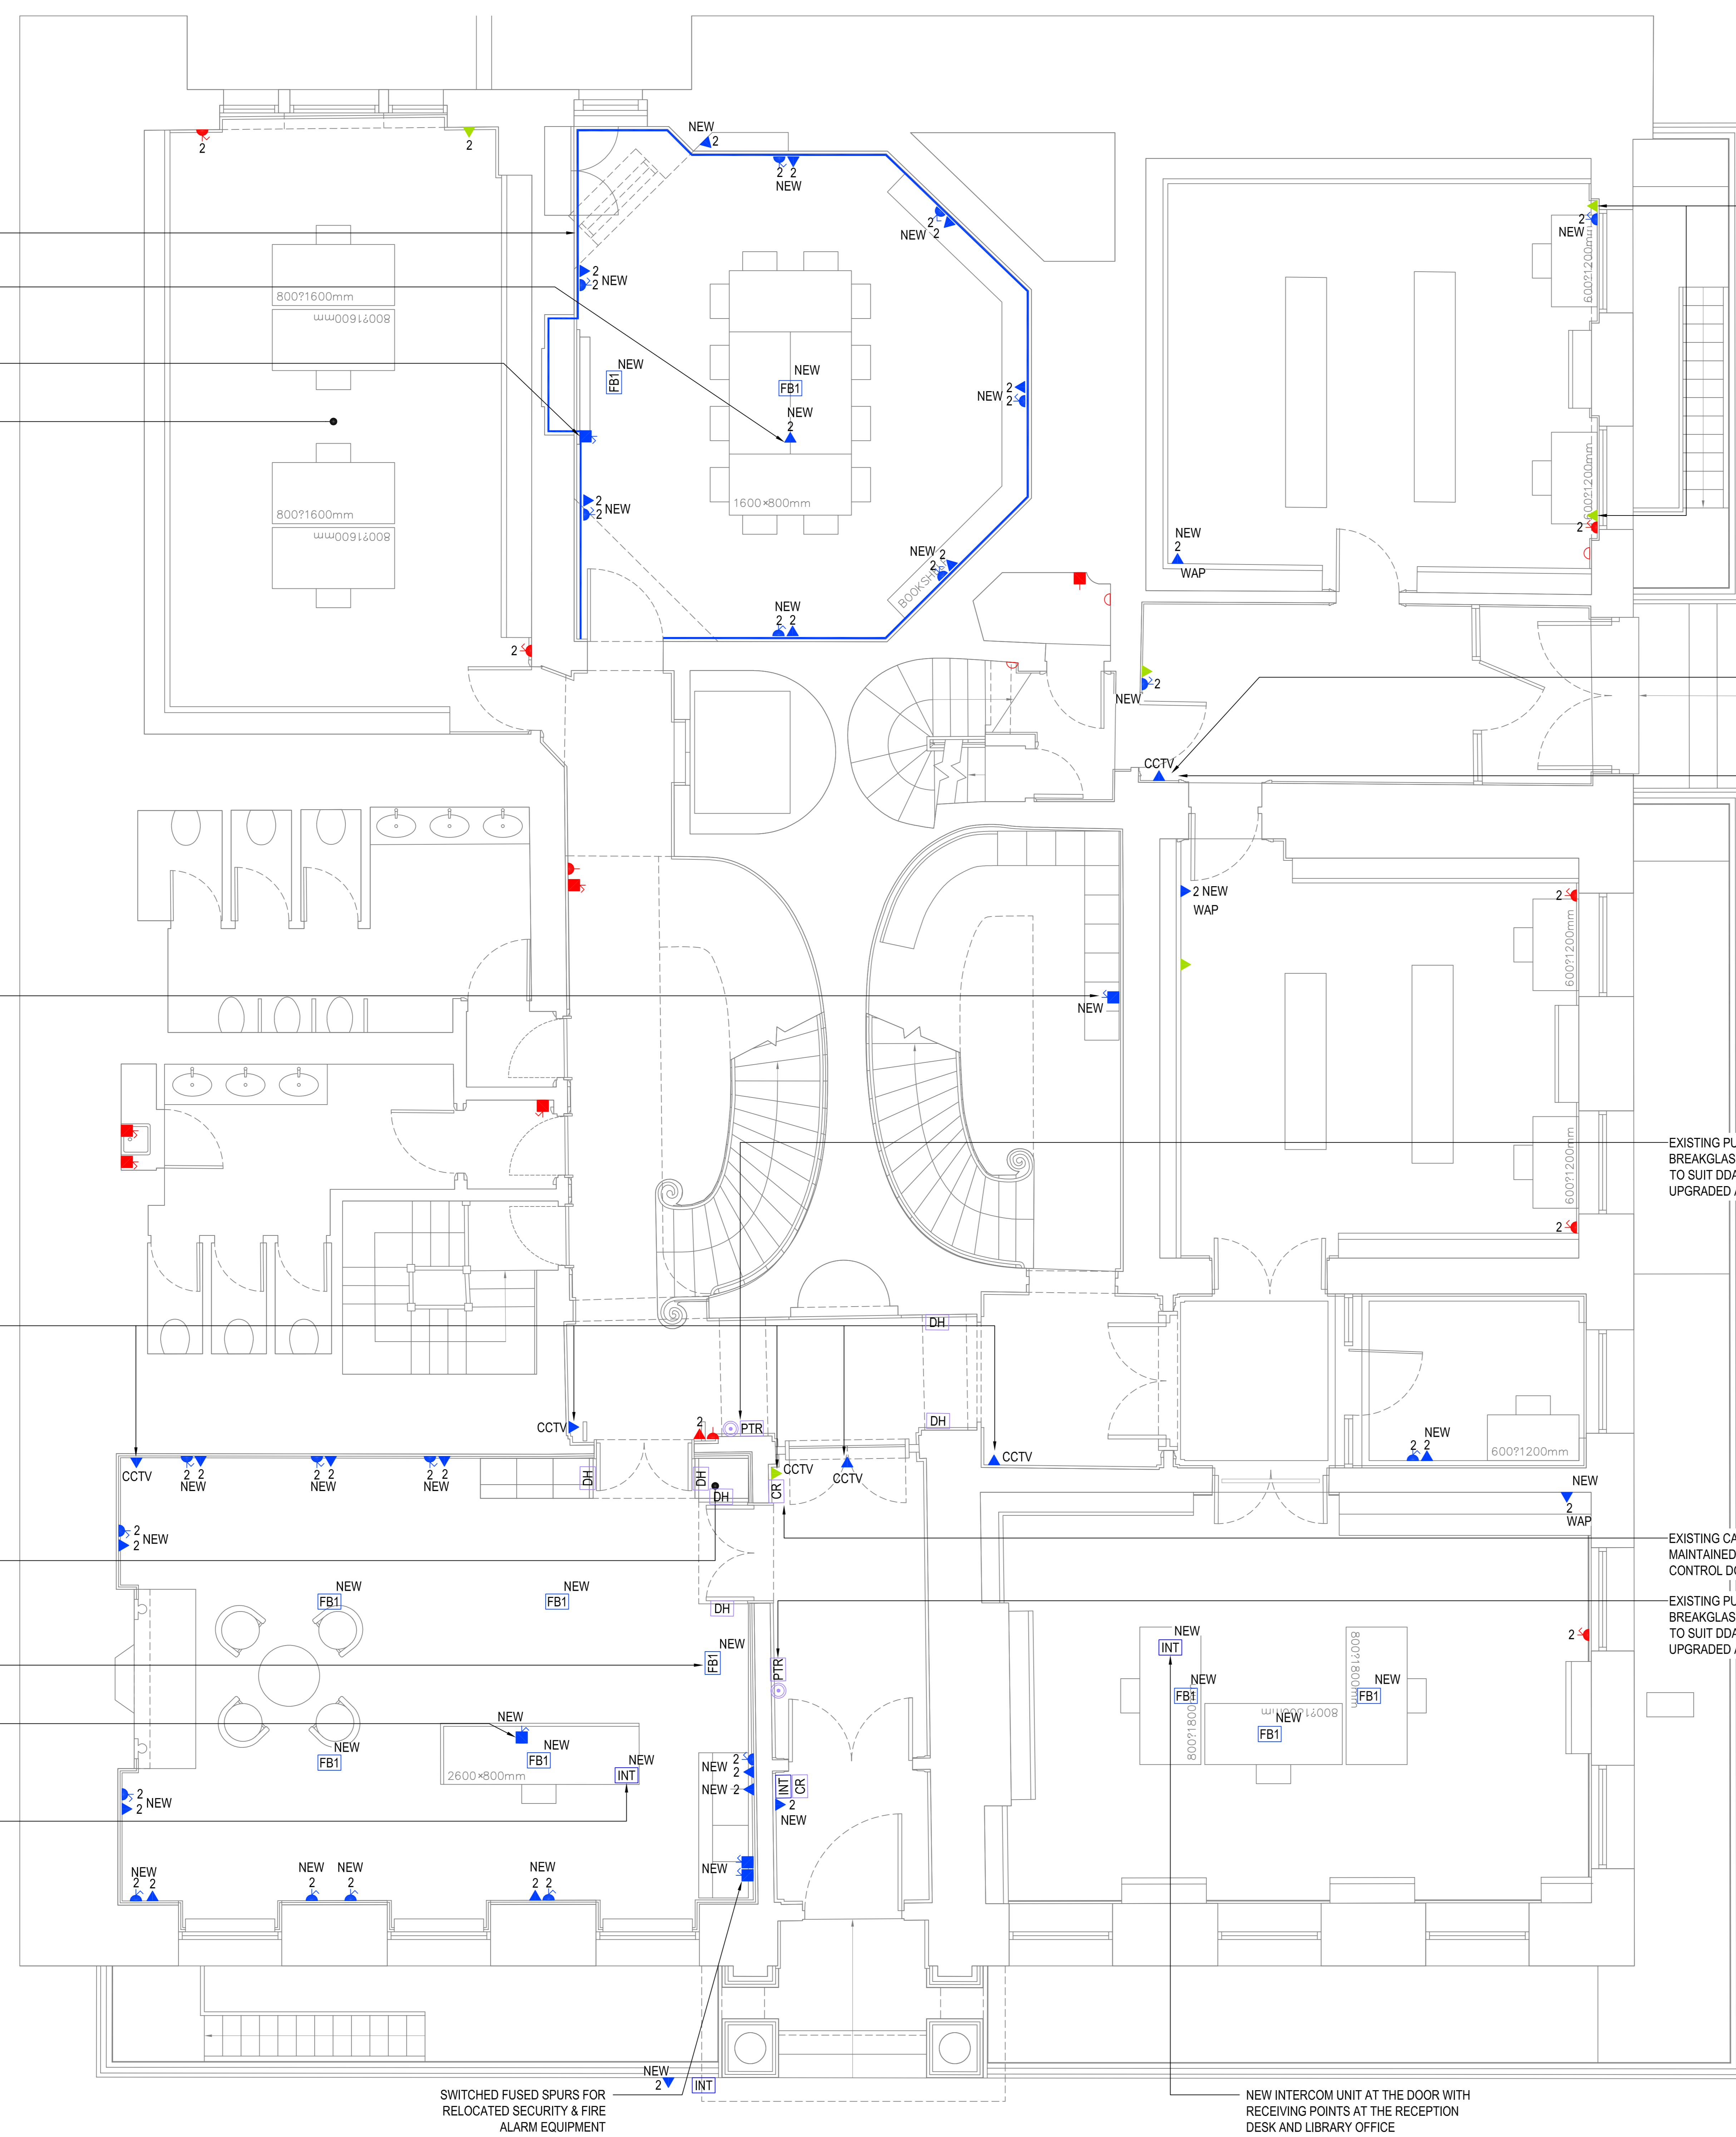 NEW
2
2
2
2 2
NEW
2
NEW 2
2
NEW
800?1600mm
800?1600mm
2
2 NEW
NEW
FB1
NEW
FB1
NEW
2
2
NEW 2
2
2 NEW
1600×800mm
800?1600mm
800?1600mm
NEW 2
2
BOOKSH
NEW
2 2
600?1200mm
600?1200mm
2
NEW
2
WAP
2
2
NEW
CCTV
2 NEW
WAP
2
600?1200mm
NEW
600?1200mm
2
EXISTING PU
BREAKGLAS
TO SUIT DDA
UPGRADED A
DH
DH
PTR
2
CCTV
CCTV
CCTV
CCTV
CCTV
CR
DH
DH
DH
2 2
NEW
2 2
NEW
2 2
NEW
2 2
NEW
600?1200mm
NEW
2
WAP
2
2
NEW
EXISTING CA
MAINTAINED
CONTROL DO
EXISTING PU
BREAKGLAS
TO SUIT DDA
UPGRADED A
NEW
FB1
NEW
FB1
DH
NEW
FB1
PTR
NEW
INT
NEW
FB1
NEW
FB1
NEW
FB1
800?1800mm
800?1800mm
800?1600mm
2
NEW
NEW
FB1
NEW
FB1
NEW
INT
2600×800mm
2
NEW 2
NEW 2
INT
CR
2
NEW
2
2
NEW
NEW
NEW
2
2
NEW
2
NEW
2
NEW
2 2
NEW
2
INT
SWITCHED FUSED SPURS FOR
RELOCATED SECURITY & FIRE
ALARM EQUIPMENT
NEW INTERCOM UNIT AT THE DOOR WITH
RECEIVING POINTS AT THE RECEPTION
DESK AND LIBRARY OFFICE